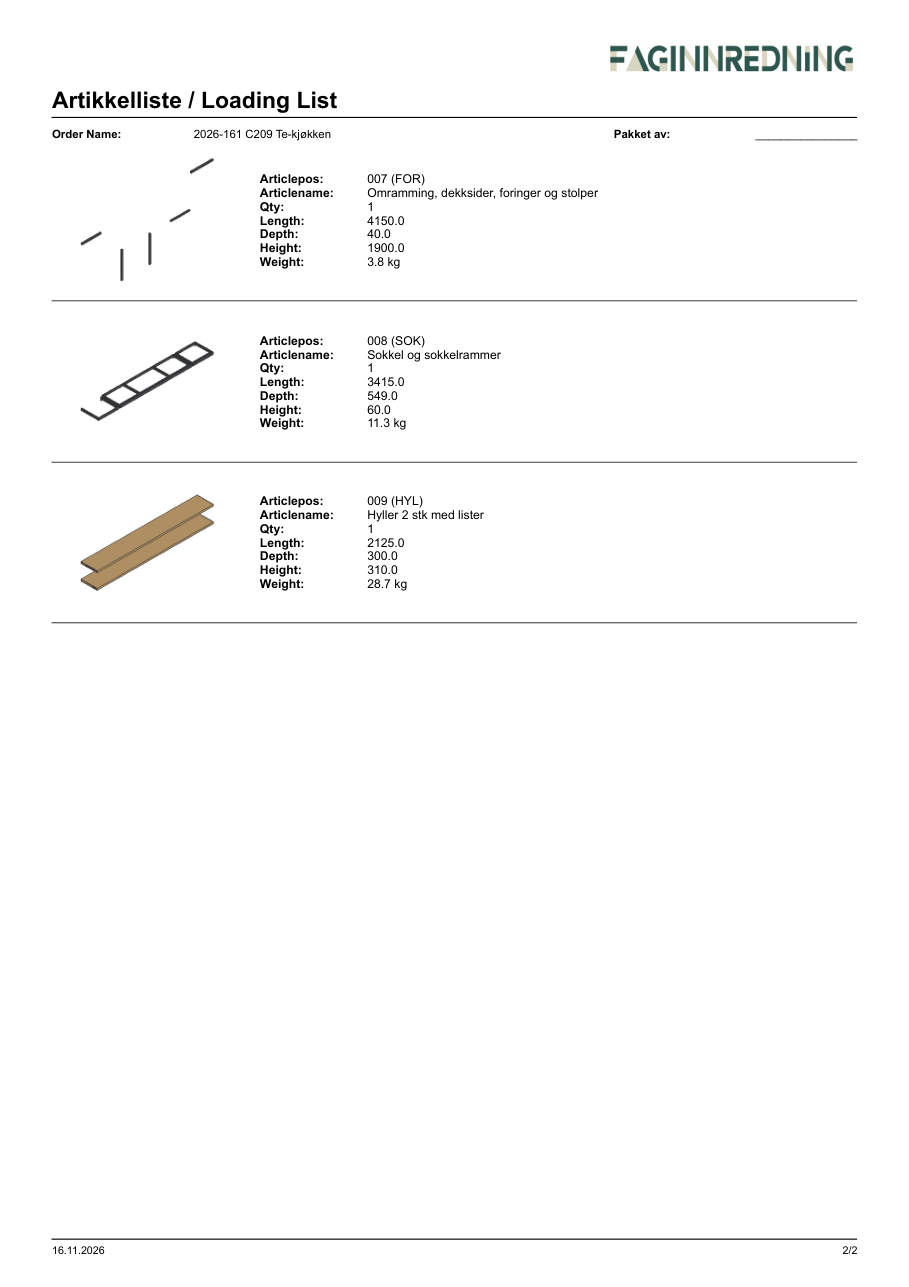 FAGINNREDNiNG
Artikkelliste / Loading List
Order Name: 2026-161 C209 Te-kjøkken Pakket av: ________________
Articlepos: 007 (FOR)
Articlename: Omramming, dekksider, foringer og stolper
Qty: 1
Length: 4150.0
Depth: 40.0
Height: 1900.0
Weight: 3.8 kg
Articlepos: 008 (SOK)
Articlename: Sokkel og sokkelrammer
Qty: 1
Length: 3415.0
Depth: 549.0
Height: 60.0
Weight: 11.3 kg
Articlepos: 009 (HYL)
Articlename: Hyller 2 stk med lister
Qty: 1
Length: 2125.0
Depth: 300.0
Height: 310.0
Weight: 28.7 kg
16.11.2026 2/2